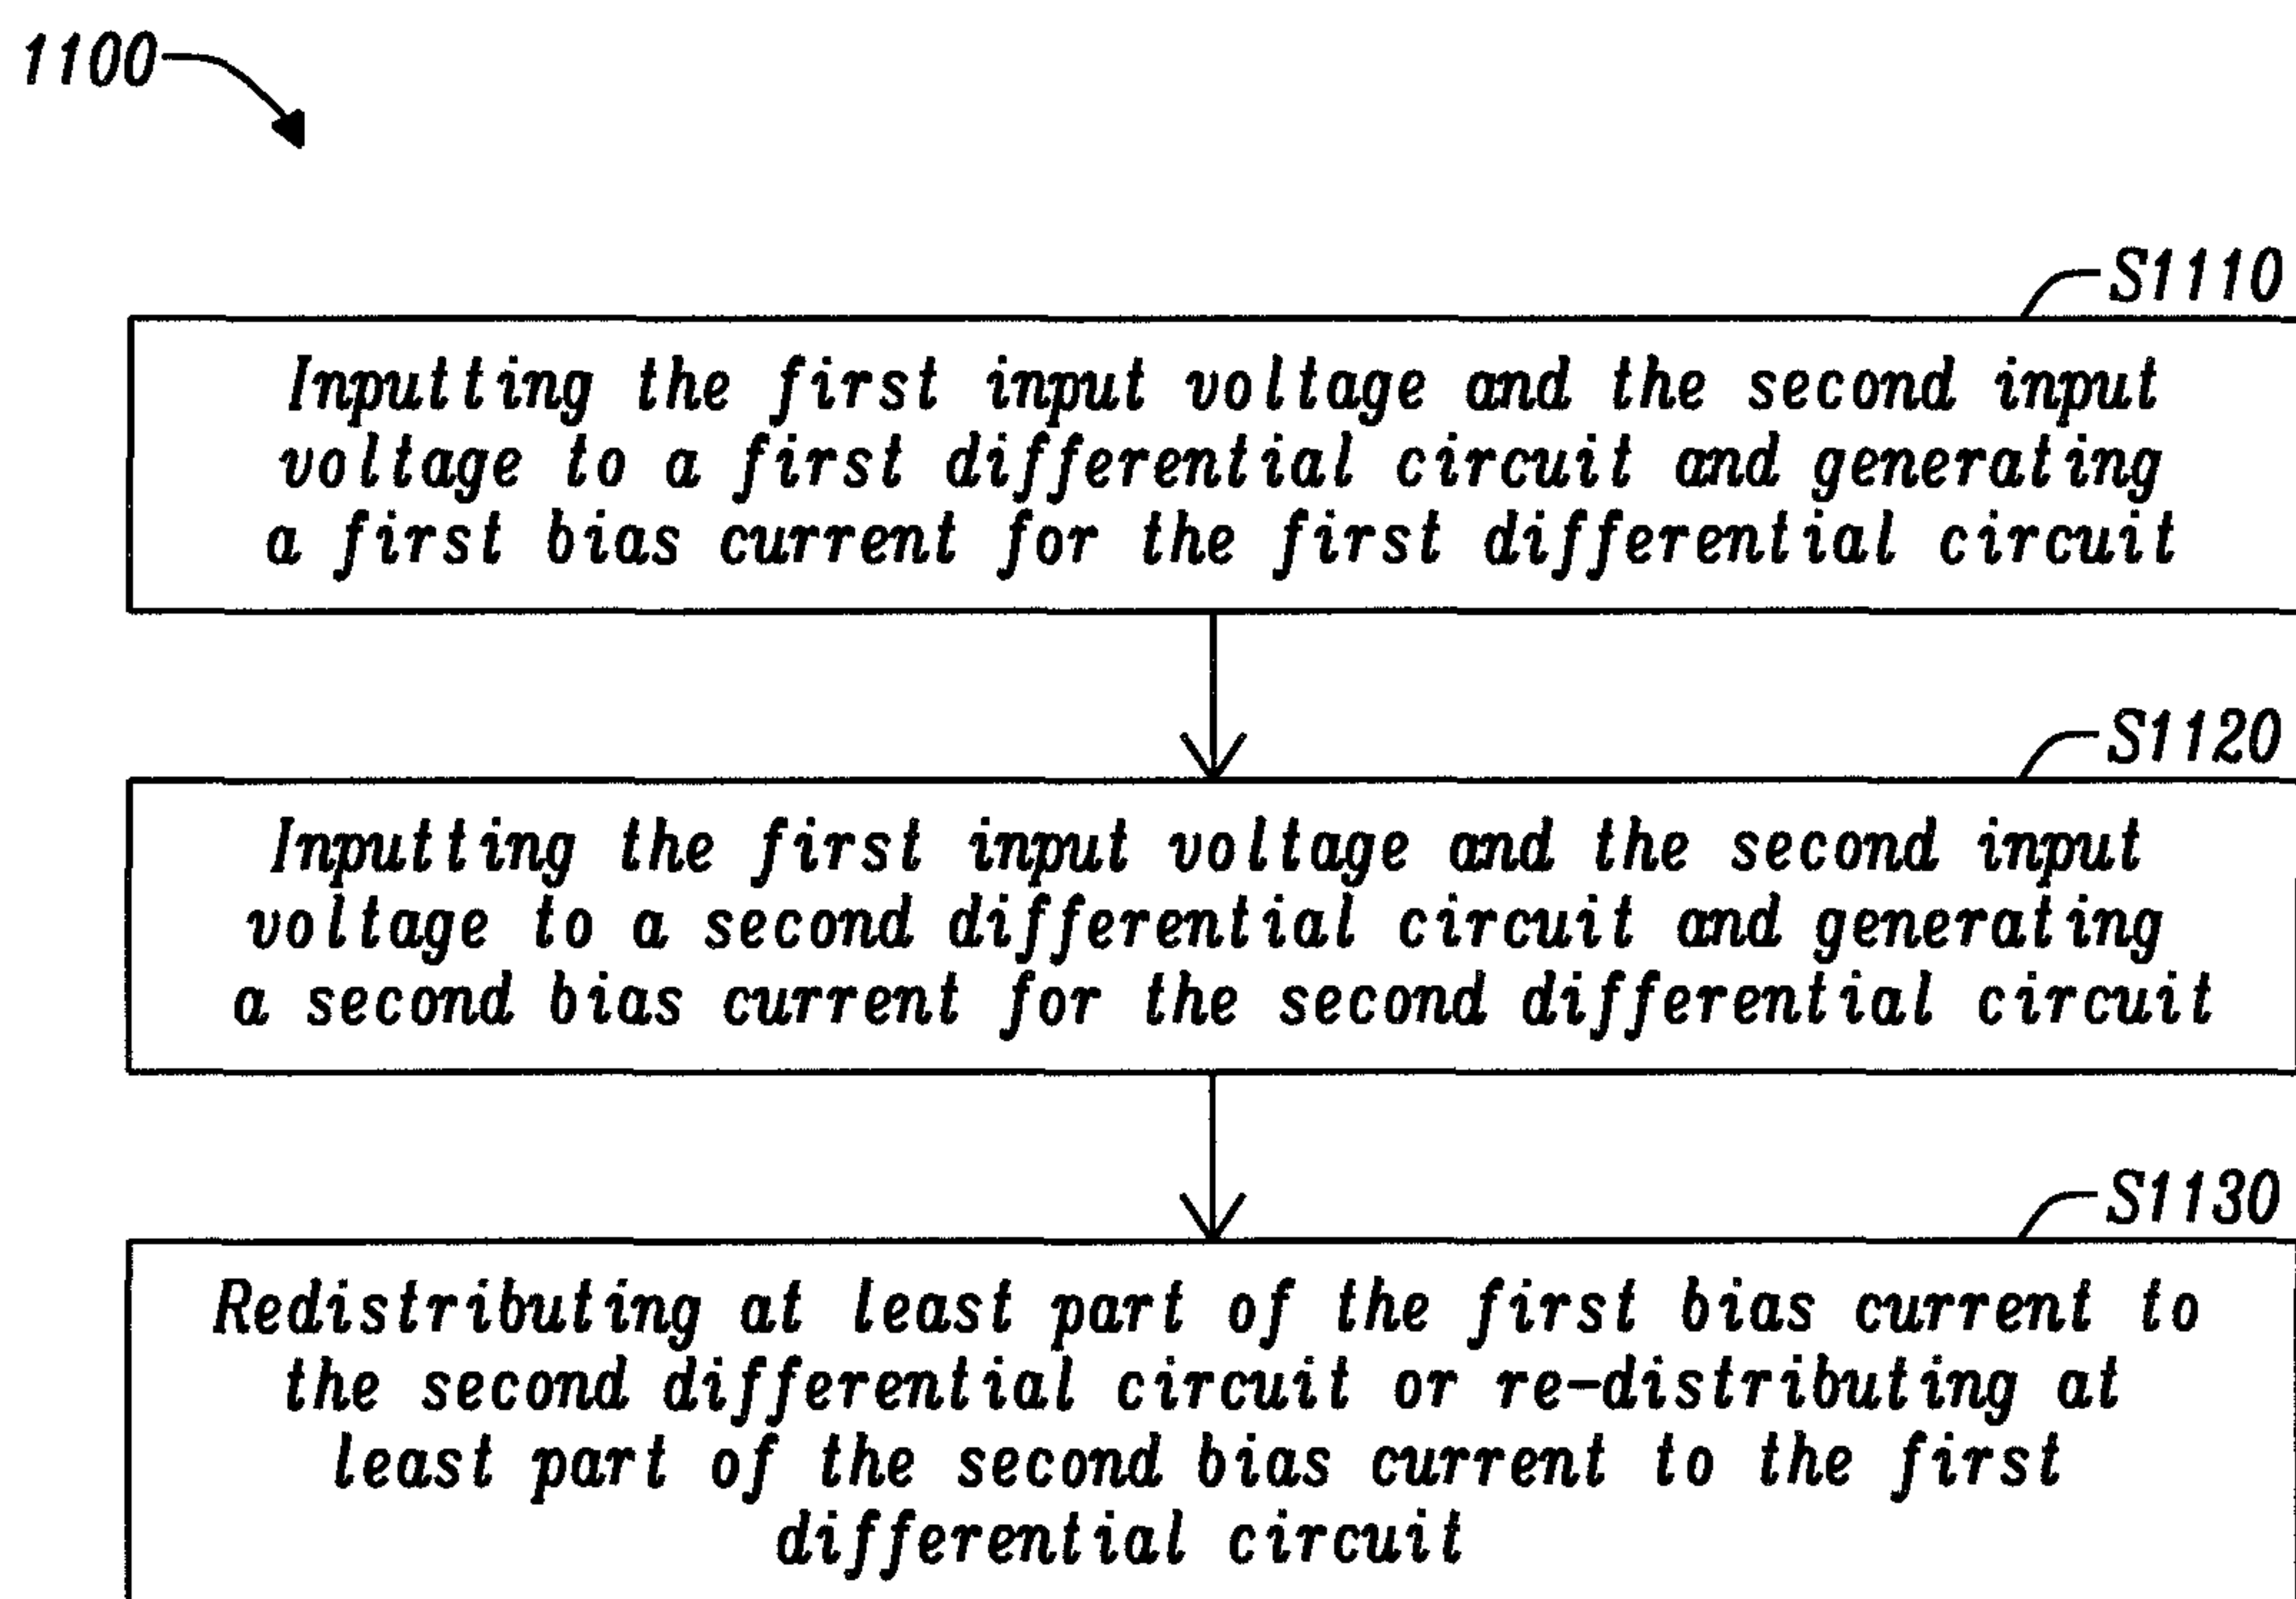 1100
S1110
Inputting the first input voltage and the second input
voltage to a first differential circuit and generating
a first bias current for the first differential circuit
S1120
Inputting the first input voltage and the second input
voltage to a second differential circuit and generating
a second bias current for the second differential circuit
S1130
Redistributing at least part of the first bias current to
the second differential circuit or re-distributing at
least part of the second bias current to the first
differential circuit